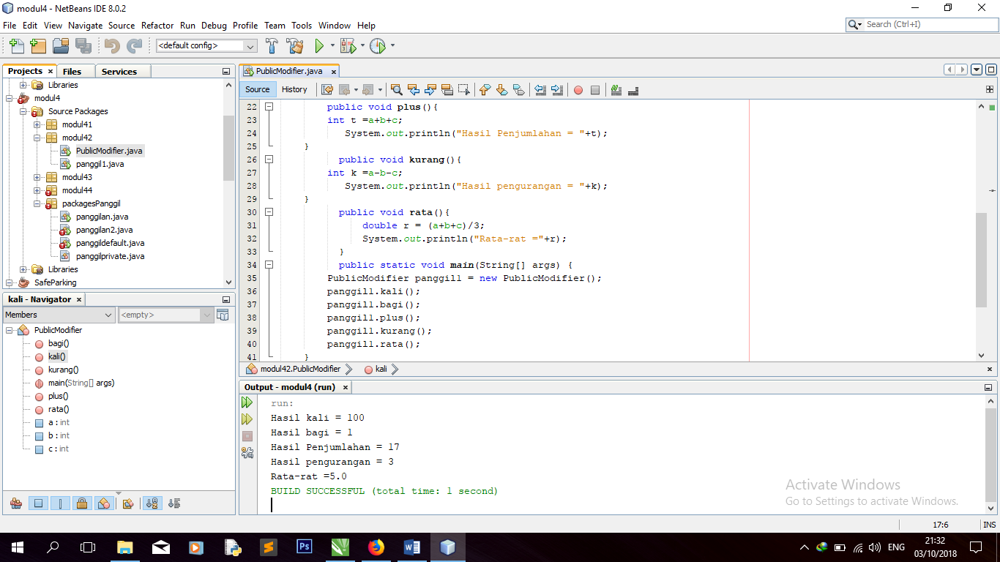 modul4 - NetBeans IDE 8.0.2
File Edit View Navigate Source Refactor Run Debug Profile Team Tools Window Help
Search (Ctrl+I)
<default config>
Projects × Files Services
Libraries
modul4
Source Packages
modul41
modul42
PublicModifier.java
panggil1.java
modul43
modul44
packagesPanggil
panggilan.java
panggilan2.java
panggildefault.java
panggilprivate.java
Libraries
SafeParking
kali - Navigator ×
Members <empty>
PublicModifier
bagi()
kali()
kurang()
main(String[] args)
plus()
rata()
a : int
b : int
c : int
PublicModifier.java ×
Source History
22 public void plus(){
23 int t =a+b+c;
24 System.out.println("Hasil Penjumlahan = "+t);
25 }
26 public void kurang(){
27 int k =a-b-c;
28 System.out.println("Hasil pengurangan = "+k);
29 }
30 public void rata(){
31 double r = (a+b+c)/3;
32 System.out.println("Rata-rat ="+r);
33 }
34 public static void main(String[] args) {
35 PublicModifier panggill = new PublicModifier();
36 panggill.kali();
37 panggill.bagi();
38 panggill.plus();
39 panggill.kurang();
40 panggill.rata();
41 }
modul42.PublicModifier kali
Output - modul4 (run) ×
run:
Hasil kali = 100
Hasil bagi = 1
Hasil Penjumlahan = 17
Hasil pengurangan = 3
Rata-rat =5.0
BUILD SUCCESSFUL (total time: 1 second)
Activate Windows
Go to Settings to activate Windows.
17:6 INS
Ps
ENG
21:32
03/10/2018